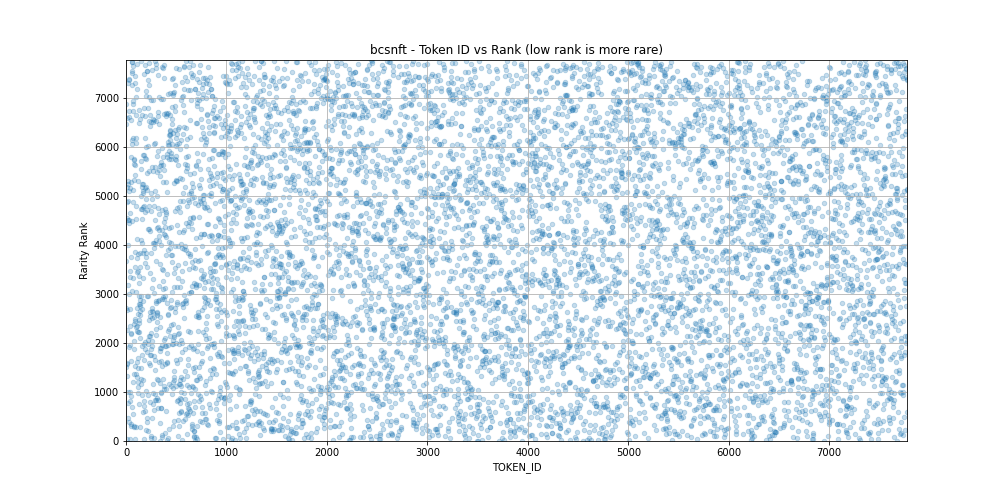 bcsnft - Token ID vs Rank (low rank is more rare)
Rarity Rank
7000
6000
5000
4000
3000
2000
1000
0
0 1000 2000 3000 4000 5000 6000 7000
TOKEN_ID